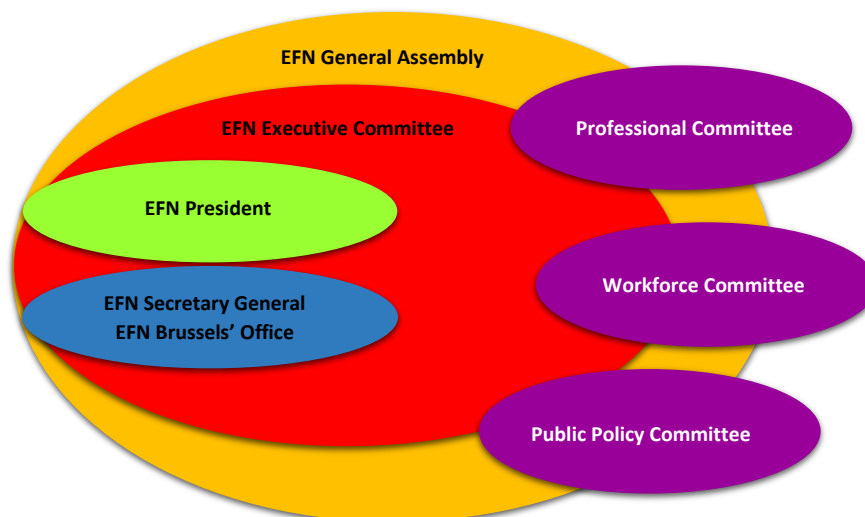 EFN General Assembly
EFN Executive Committee
Professional Committee
EFN President
Workforce Committee
EFN Secretary General
EFN Brussels’ Office
Public Policy Committee